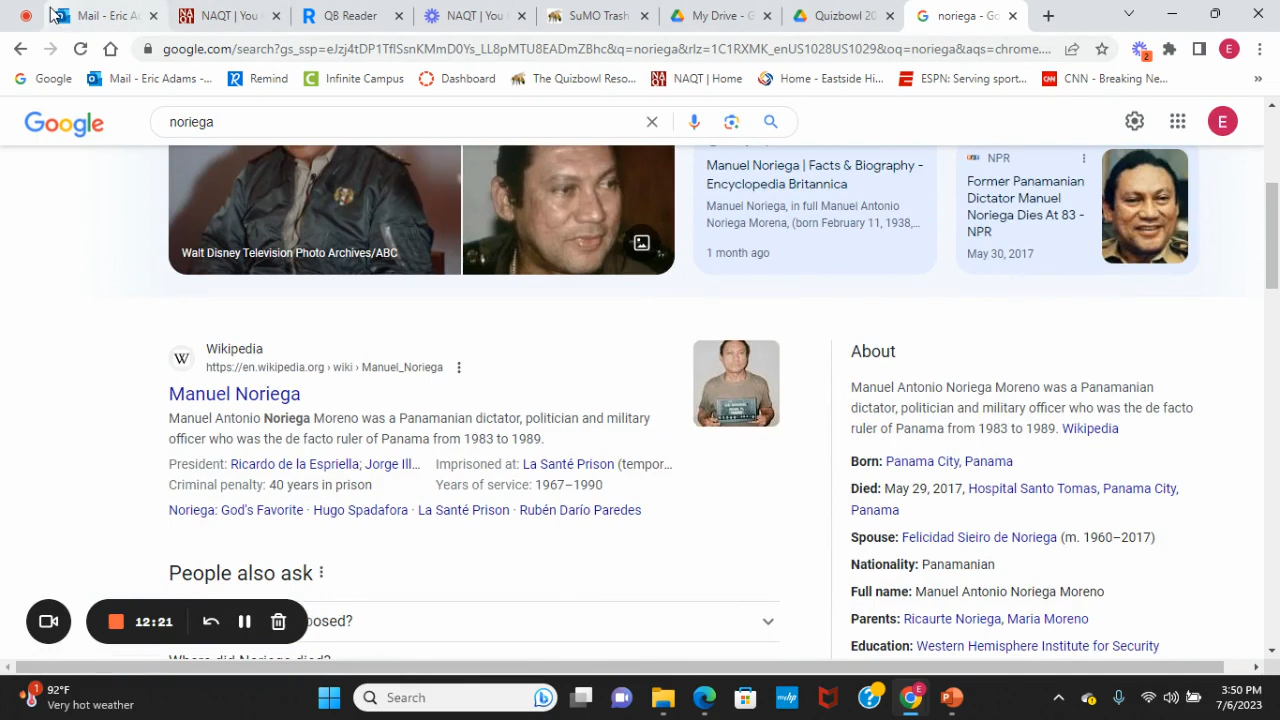 Mail - Eric Ad
NAQT | You
QB Reader
NAQT | You
SuMO Trash
My Drive - G
Quizbowl 20
noriega - Go
google.com/search?gs_ssp=eJzj4tDP1TflSsnKMmD0Ys_LL8pMTU8EADmZBhc&q=noriega&rlz=1C1RXMK_enUS1028US1029&oq=noriega&aqs=chrome....
E
2
Google
Mail - Eric Adams -...
Remind
Infinite Campus
Dashboard
The Quizbowl Reso...
NAQT | Home
Home - Eastside Hi...
ESPN: Serving sport...
CNN - Breaking Ne...
»
Google
noriega
E
Walt Disney Television Photo Archives/ABC
Manuel Noriega | Facts & Biography -
Encyclopedia Britannica
Manuel Noriega, in full Manuel Antonio
Noriega Morena, (born February 11, 1938,...
1 month ago
NPR
Former Panamanian
Dictator Manuel
Noriega Dies At 83 -
NPR
May 30, 2017
W
Wikipedia
https://en.wikipedia.org › wiki › Manuel_Noriega
Manuel Noriega
Manuel Antonio Noriega Moreno was a Panamanian dictator, politician and military
officer who was the de facto ruler of Panama from 1983 to 1989.
President: Ricardo de la Espriella; Jorge Ill... Imprisoned at: La Santé Prison (tempor...
Criminal penalty: 40 years in prison Years of service: 1967–1990
Noriega: God's Favorite · Hugo Spadafora · La Santé Prison · Rubén Darío Paredes
People also ask
posed?
Where did Noriega died?
About
Manuel Antonio Noriega Moreno was a Panamanian
dictator, politician and military officer who was the de facto
ruler of Panama from 1983 to 1989. Wikipedia
Born: Panama City, Panama
Died: May 29, 2017, Hospital Santo Tomas, Panama City,
Panama
Spouse: Felicidad Sieiro de Noriega (m. 1960–2017)
Nationality: Panamanian
Full name: Manuel Antonio Noriega Moreno
Parents: Ricaurte Noriega, Maria Moreno
Education: Western Hemisphere Institute for Security
12:21
1
92°F
Very hot weather
Search
3:50 PM
7/6/2023